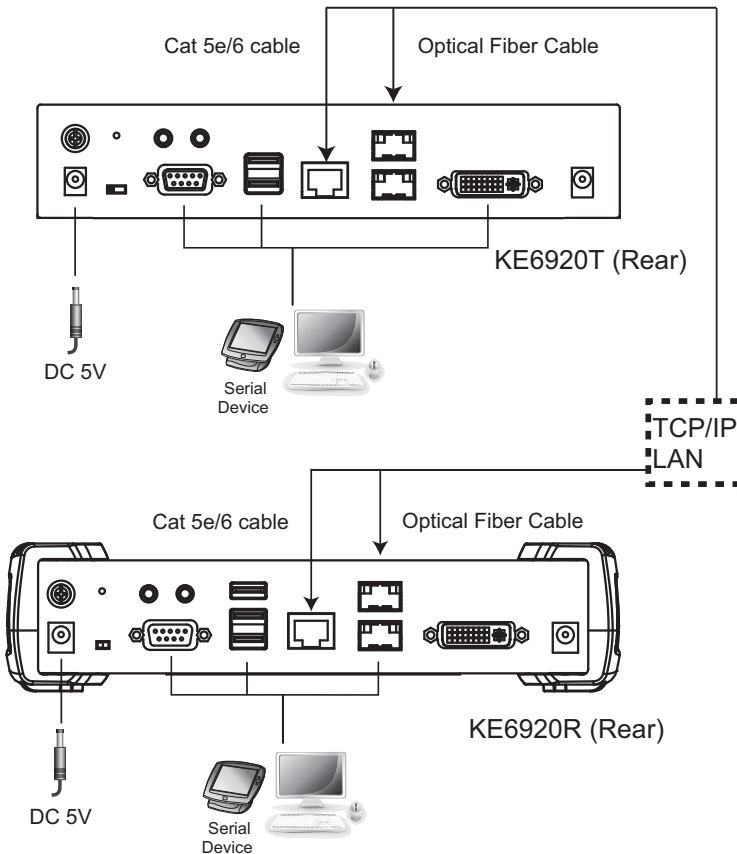 Cat 5e/6 cable
Optical Fiber Cable
KE6920T (Rear)
DC 5V
Serial
Device
TCP/IP
LAN
Cat 5e/6 cable
Optical Fiber Cable
KE6920R (Rear)
DC 5V
Serial
Device